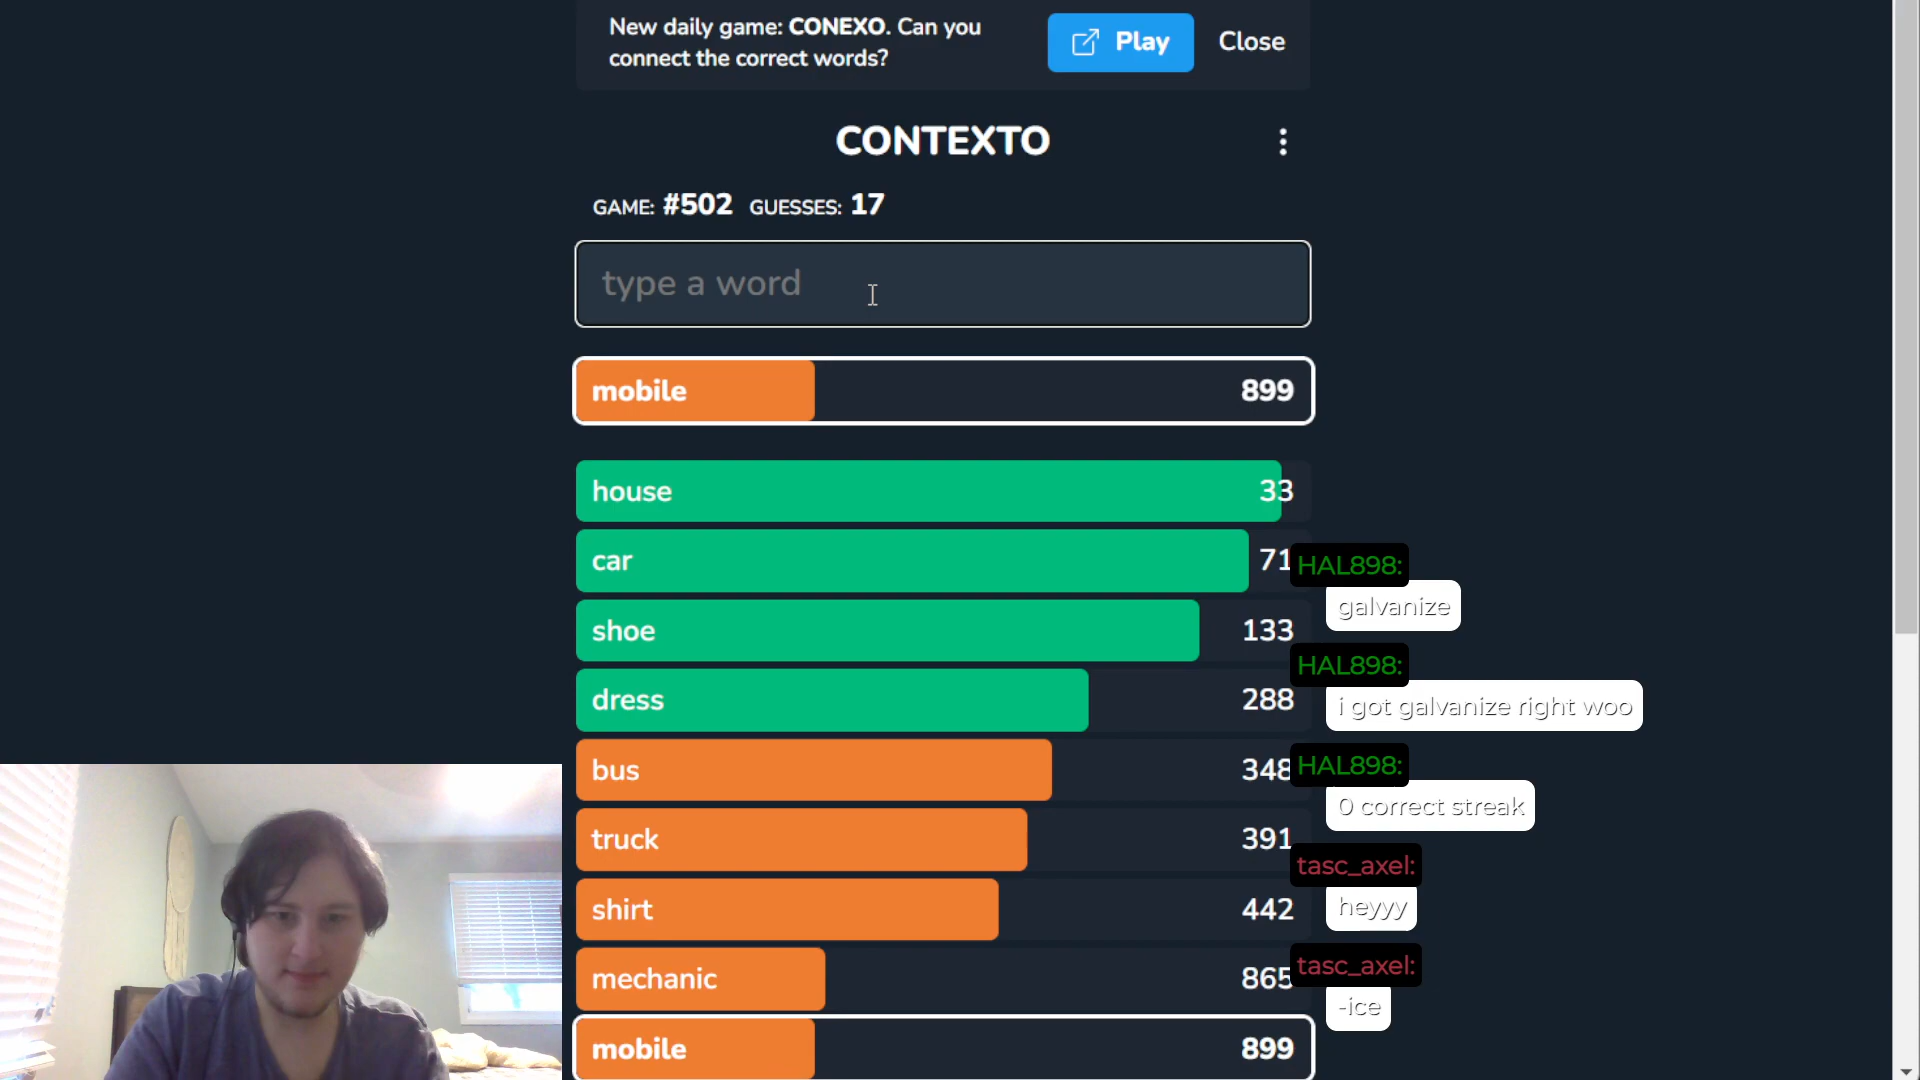 New daily game: CONEXO. Can you
connect the correct words?
Play
Close
CONTEXTO
GAME: #502 GUESSES: 17
type a word
mobile 899
house 33
car 71
shoe 133
dress 288
bus 348
truck 391
shirt 442
mechanic 865
mobile 899
HAL898:
galvanize
HAL898:
i got galvanize right woo
HAL898:
0 correct streak
tasc_axel:
heyyy
tasc_axel:
-ice